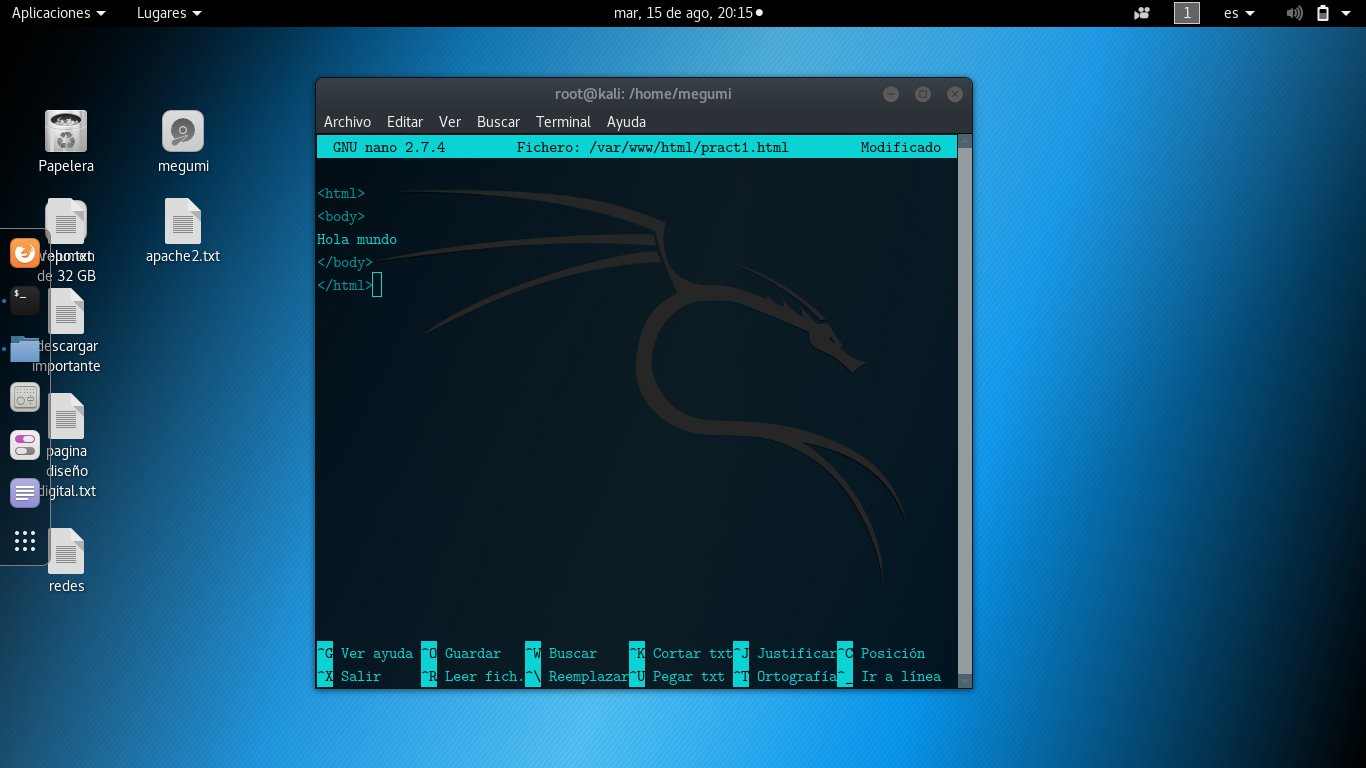 Aplicaciones Lugares mar, 15 de ago, 20:15 1 es
Papelera
megumi
robo.txt
de 32 GB
apache2.txt
descargar
importante
pagina
diseño
digital.txt
redes
root@kali: /home/megumi
Archivo Editar Ver Buscar Terminal Ayuda
GNU nano 2.7.4 Fichero: /var/www/html/pract1.html Modificado
<html>
<body>
Hola mundo
</body>
</html>
^G Ver ayuda ^O Guardar ^W Buscar ^K Cortar txt ^J Justificar ^C Posición
^X Salir ^R Leer fich. ^\ Reemplazar ^U Pegar txt ^T Ortografía ^_ Ir a línea